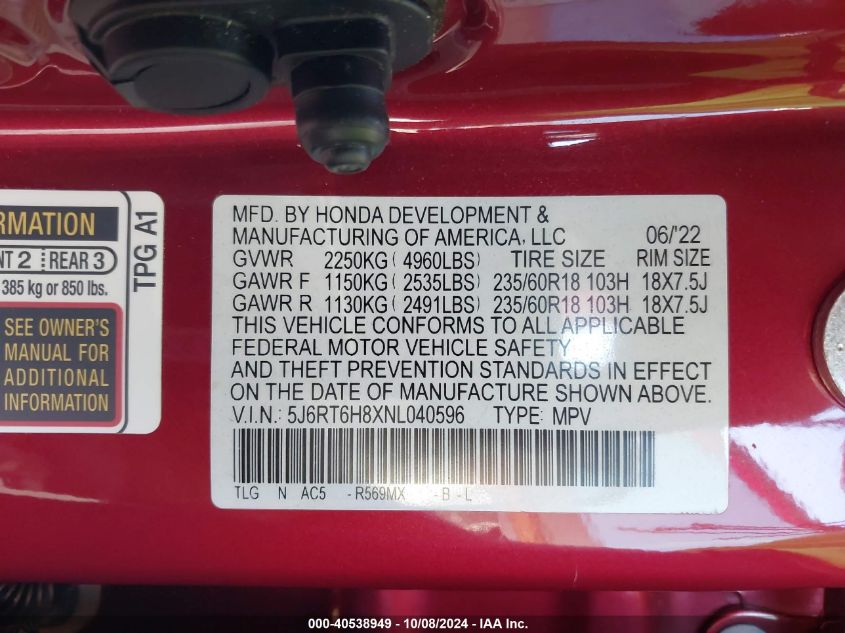 RMATION
NT 2 REAR 3
385 kg or 850 lbs.
SEE OWNER'S
MANUAL FOR
ADDITIONAL
INFORMATION
TPG A1
MFD. BY HONDA DEVELOPMENT &
MANUFACTURING OF AMERICA, LLC 06/'22
GVWR 2250KG ( 4960LBS) TIRE SIZE RIM SIZE
GAWR F 1150KG ( 2535LBS) 235/60R18 103H 18X7.5J
GAWR R 1130KG ( 2491LBS) 235/60R18 103H 18X7.5J
THIS VEHICLE CONFORMS TO ALL APPLICABLE
FEDERAL MOTOR VEHICLE SAFETY
AND THEFT PREVENTION STANDARDS IN EFFECT
ON THE DATE OF MANUFACTURE SHOWN ABOVE.
V.I.N.: 5J6RT6H8XNL040596 TYPE: MPV
TLG N AC5 -R569MX -B-L
000-40538949 - 10/08/2024 - IAA Inc.